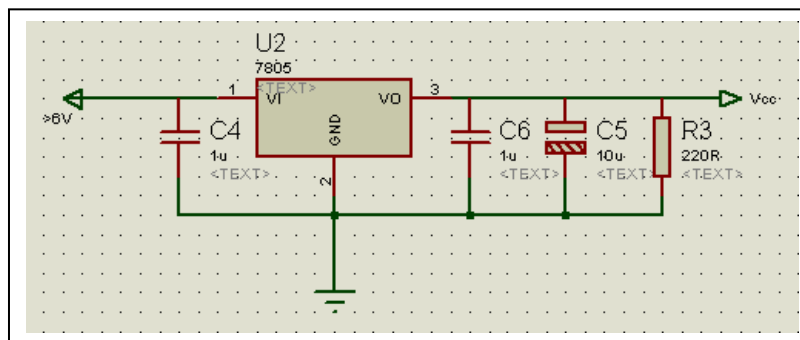 U2
7805
<TEXT>
1
VI
VO
3
GND
2
>6V
C4
1u
<TEXT>
C6
1u
<TEXT>
C5
10u
<TEXT>
R3
220R
<TEXT>
Vcc